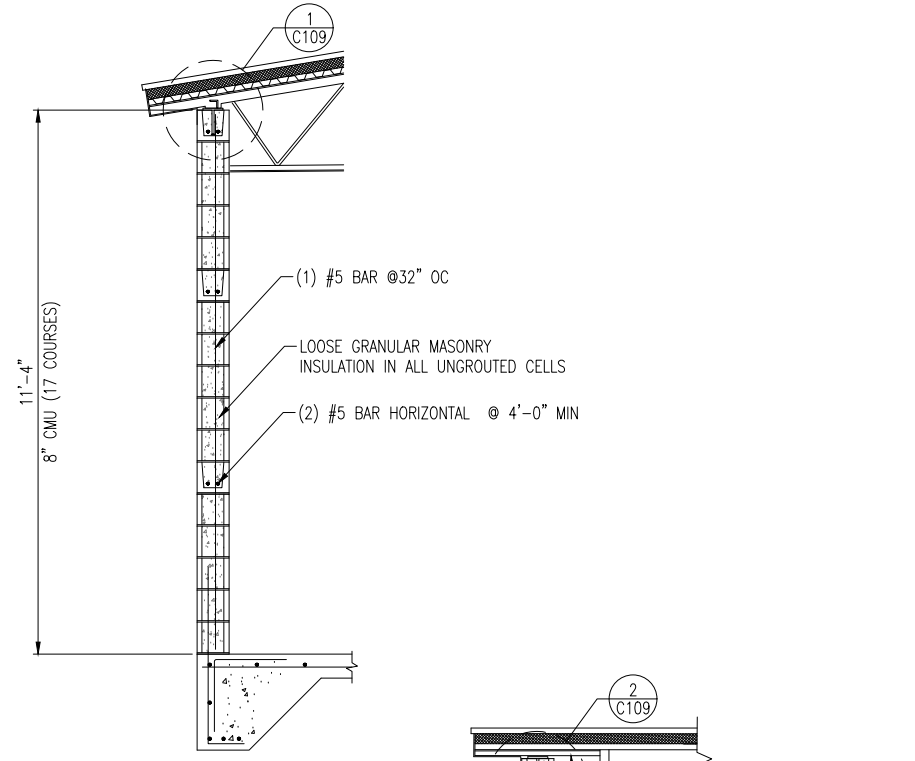 1
C109
(1) #5 BAR @32" OC
LOOSE GRANULAR MASONRY
INSULATION IN ALL UNGROUTED CELLS
(2) #5 BAR HORIZONTAL @ 4'-0" MIN
11'-4"
8" CMU (17 COURSES)
2
C109